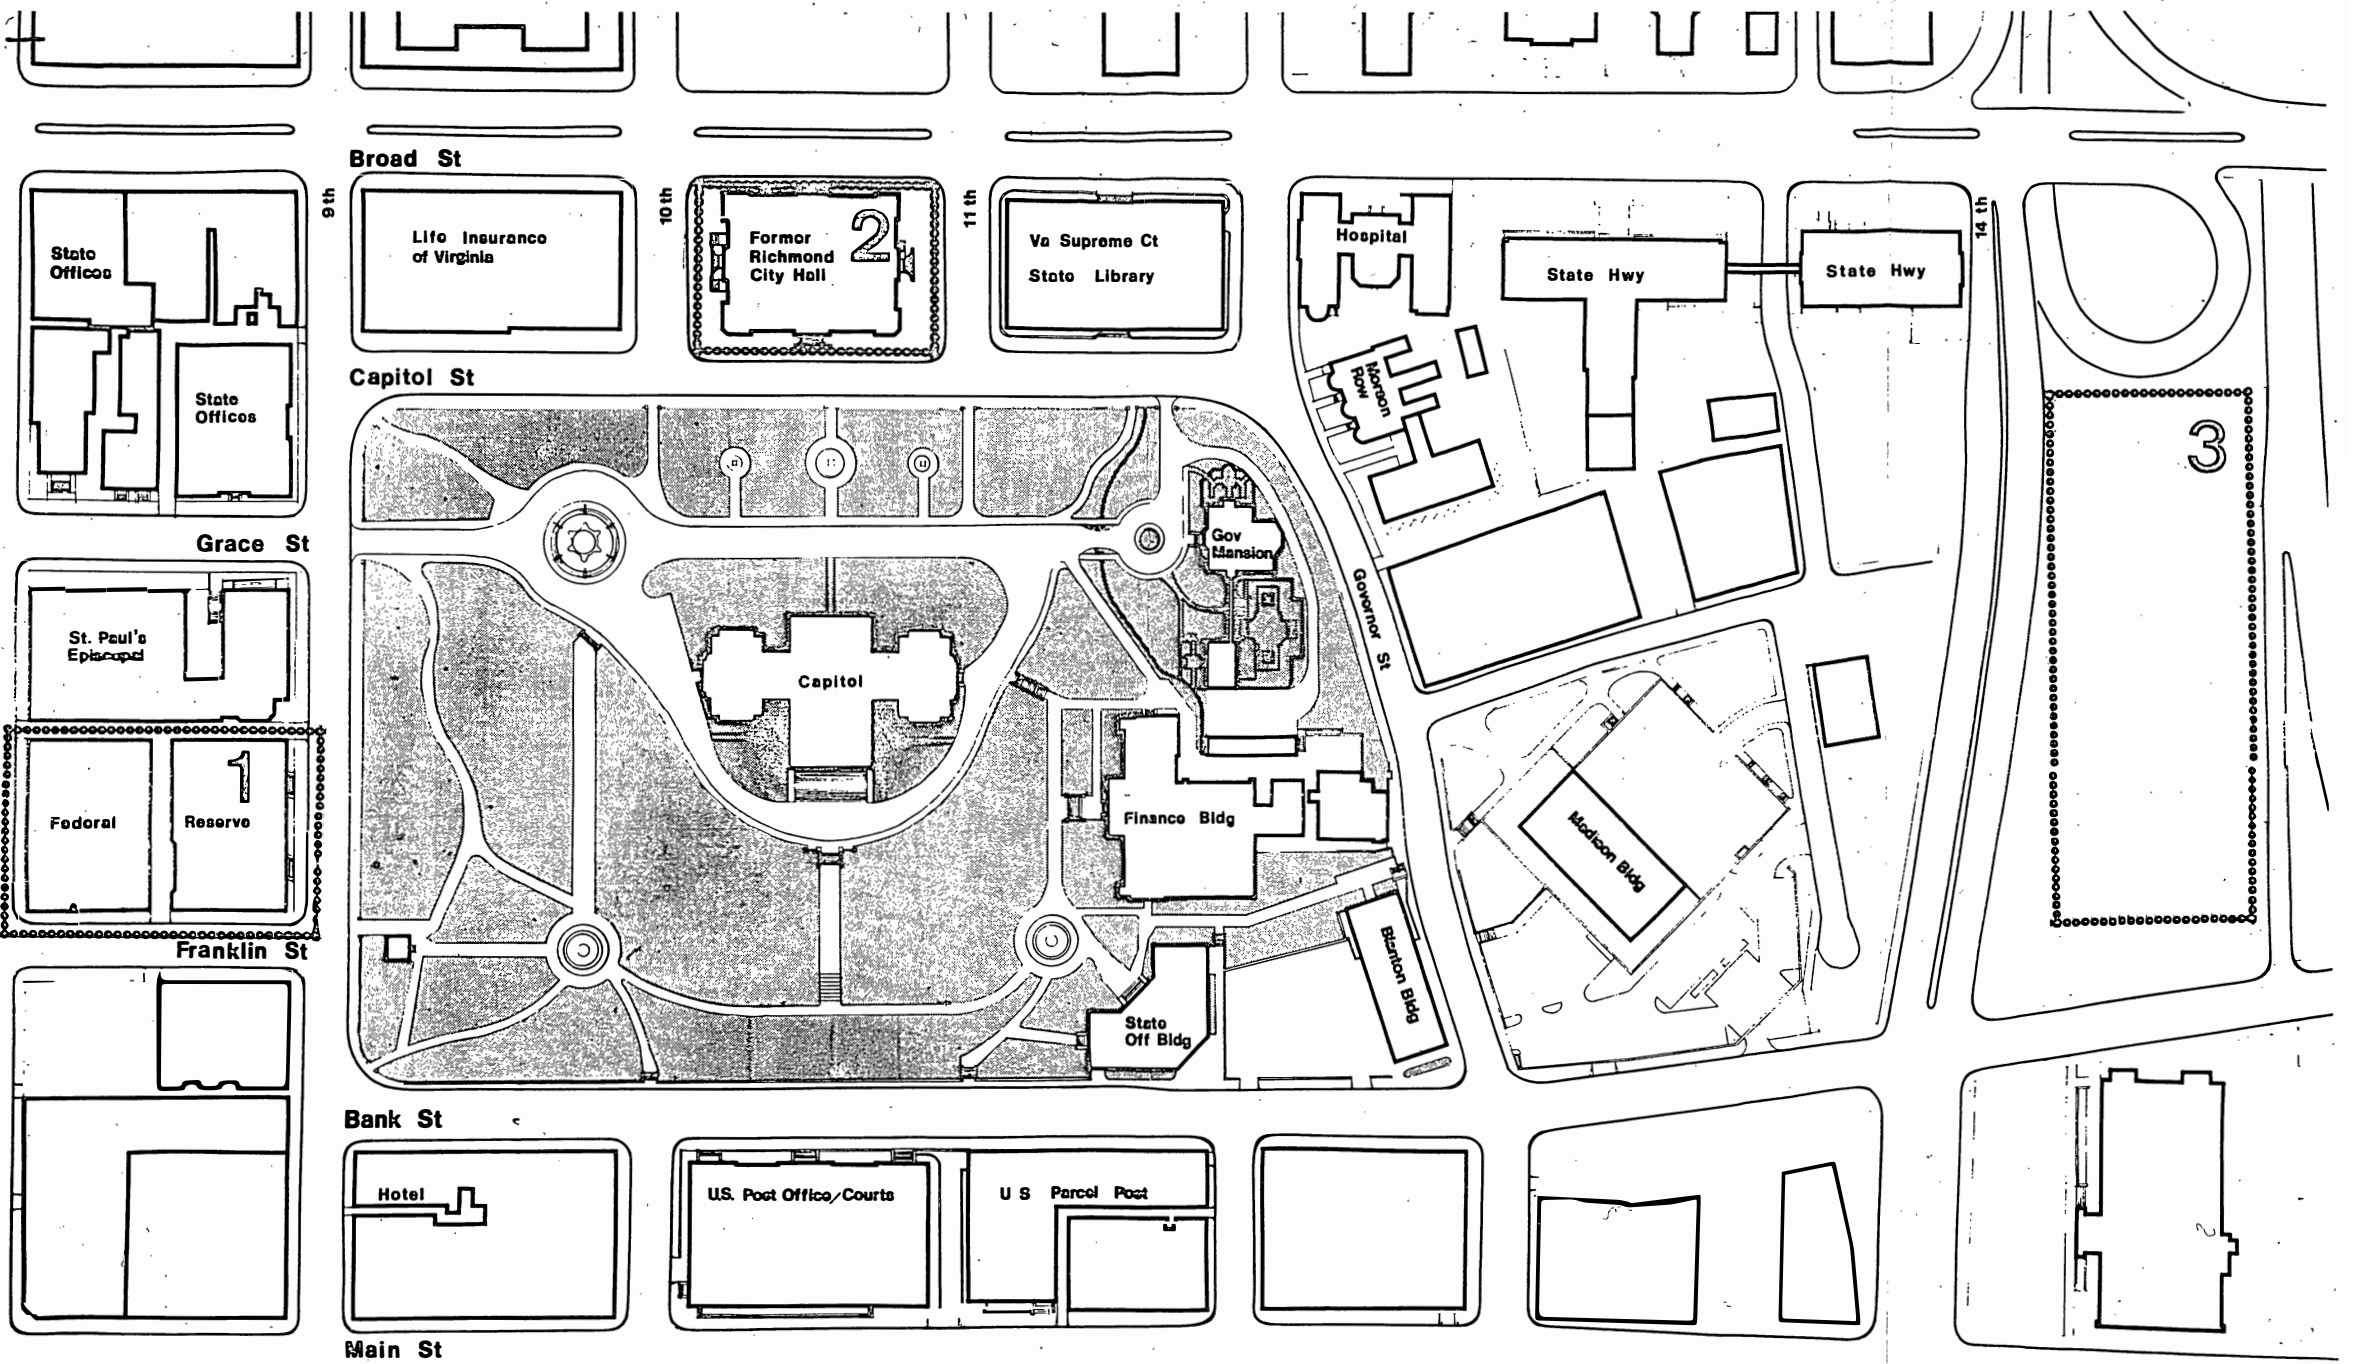 Broad St
9th
10th
11th
14th
State
Offices
Life Insurance
of Virginia
Former
Richmond
City Hall
2
Va Supreme Ct
State Library
Hospital
State Hwy
State Hwy
Capitol St
State
Offices
Morson
Row
3
Grace St
Gov
Mansion
Governor St
St. Paul's
Episcopal
Capitol
1
Federal
Reserve
Finance Bldg
Madison Bldg
Franklin St
Blanton Bldg
State
Off Bldg
Bank St
Hotel
U.S. Post Office/Courts
U S Parcel Post
Main St